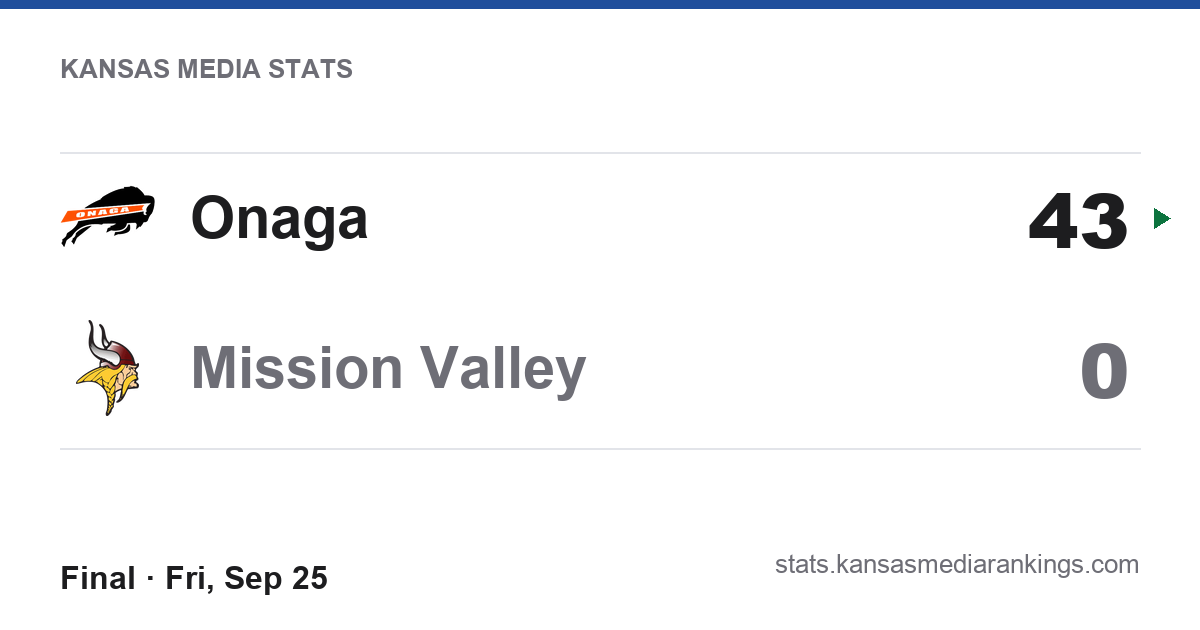 KANSAS MEDIA STATS
ONAGA
Onaga
43
Mission Valley
0
Final · Fri, Sep 25
stats.kansasmediarankings.com